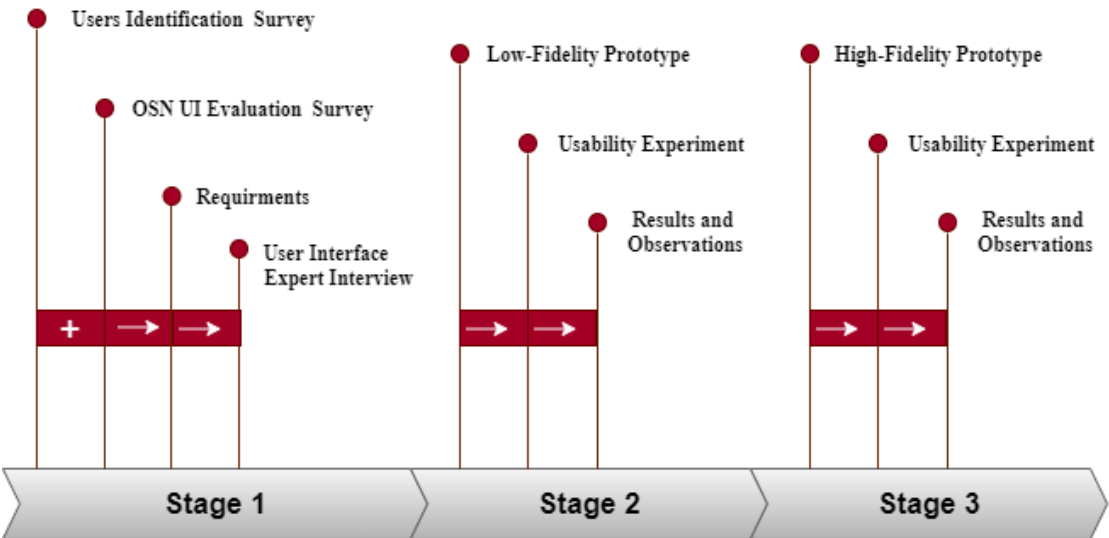 Users Identification Survey
OSN UI Evaluation Survey
Requirments
User Interface
Expert Interview
+
Low-Fidelity Prototype
Usability Experiment
Results and
Observations
High-Fidelity Prototype
Usability Experiment
Results and
Observations
Stage 1
Stage 2
Stage 3